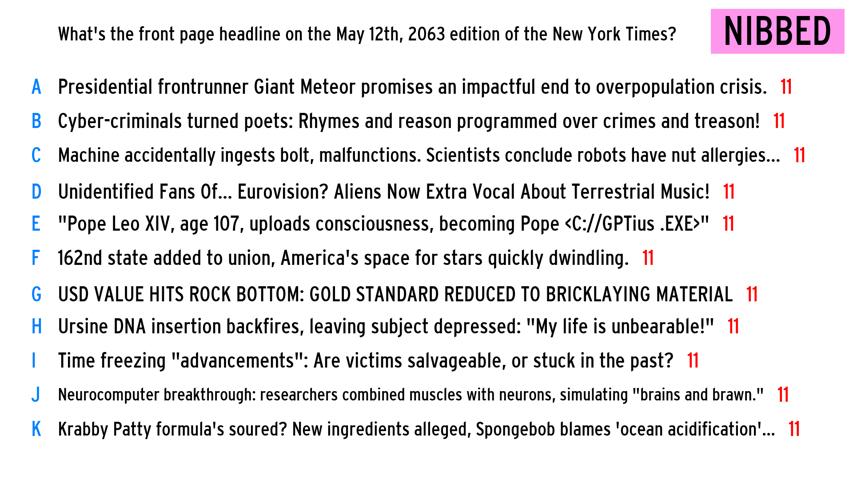 What's the front page headline on the May 12th, 2063 edition of the New York Times?
NIBBED
A Presidential frontrunner Giant Meteor promises an impactful end to overpopulation crisis. 11
B Cyber-criminals turned poets: Rhymes and reason programmed over crimes and treason! 11
C Machine accidentally ingests bolt, malfunctions. Scientists conclude robots have nut allergies... 11
D Unidentified Fans Of... Eurovision? Aliens Now Extra Vocal About Terrestrial Music! 11
E "Pope Leo XIV, age 107, uploads consciousness, becoming Pope <C://GPTius .EXE>" 11
F 162nd state added to union, America's space for stars quickly dwindling. 11
G USD VALUE HITS ROCK BOTTOM: GOLD STANDARD REDUCED TO BRICKLAYING MATERIAL 11
H Ursine DNA insertion backfires, leaving subject depressed: "My life is unbearable!" 11
I Time freezing "advancements": Are victims salvageable, or stuck in the past? 11
J Neurocomputer breakthrough: researchers combined muscles with neurons, simulating "brains and brawn." 11
K Krabby Patty formula's soured? New ingredients alleged, Spongebob blames 'ocean acidification'... 11